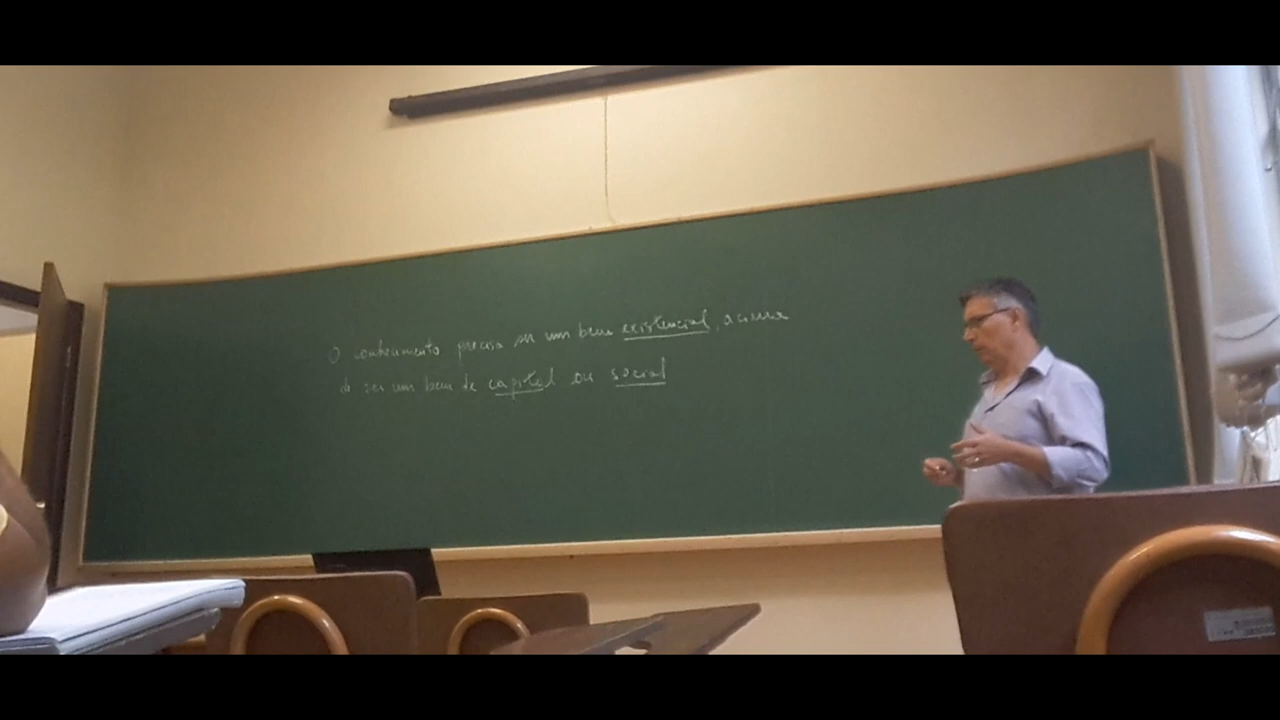 O conhecimento precisa ser um bem existencial, acima
de ser um bem de capital ou social